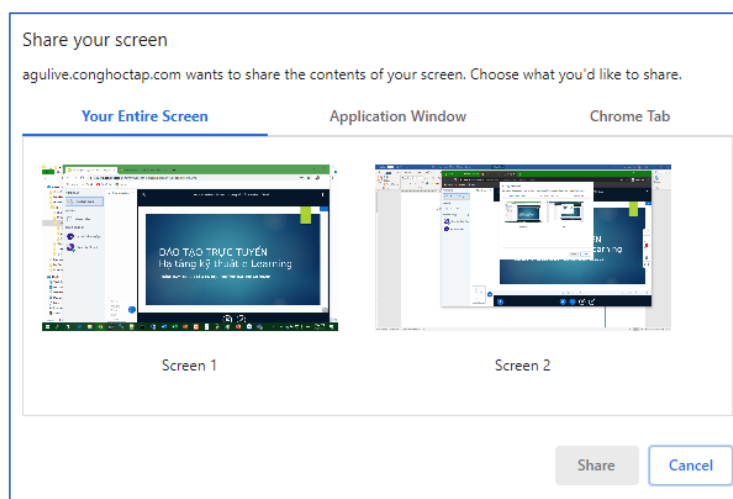 Share your screen
agulive.conghoctap.com wants to share the contents of your screen. Choose what you'd like to share.
Your Entire Screen
Application Window
Chrome Tab
ĐÀO TẠO TRỰC TUYẾN
Hạ tầng kỹ thuật e-Learning
Screen 1
Screen 2
Share
Cancel